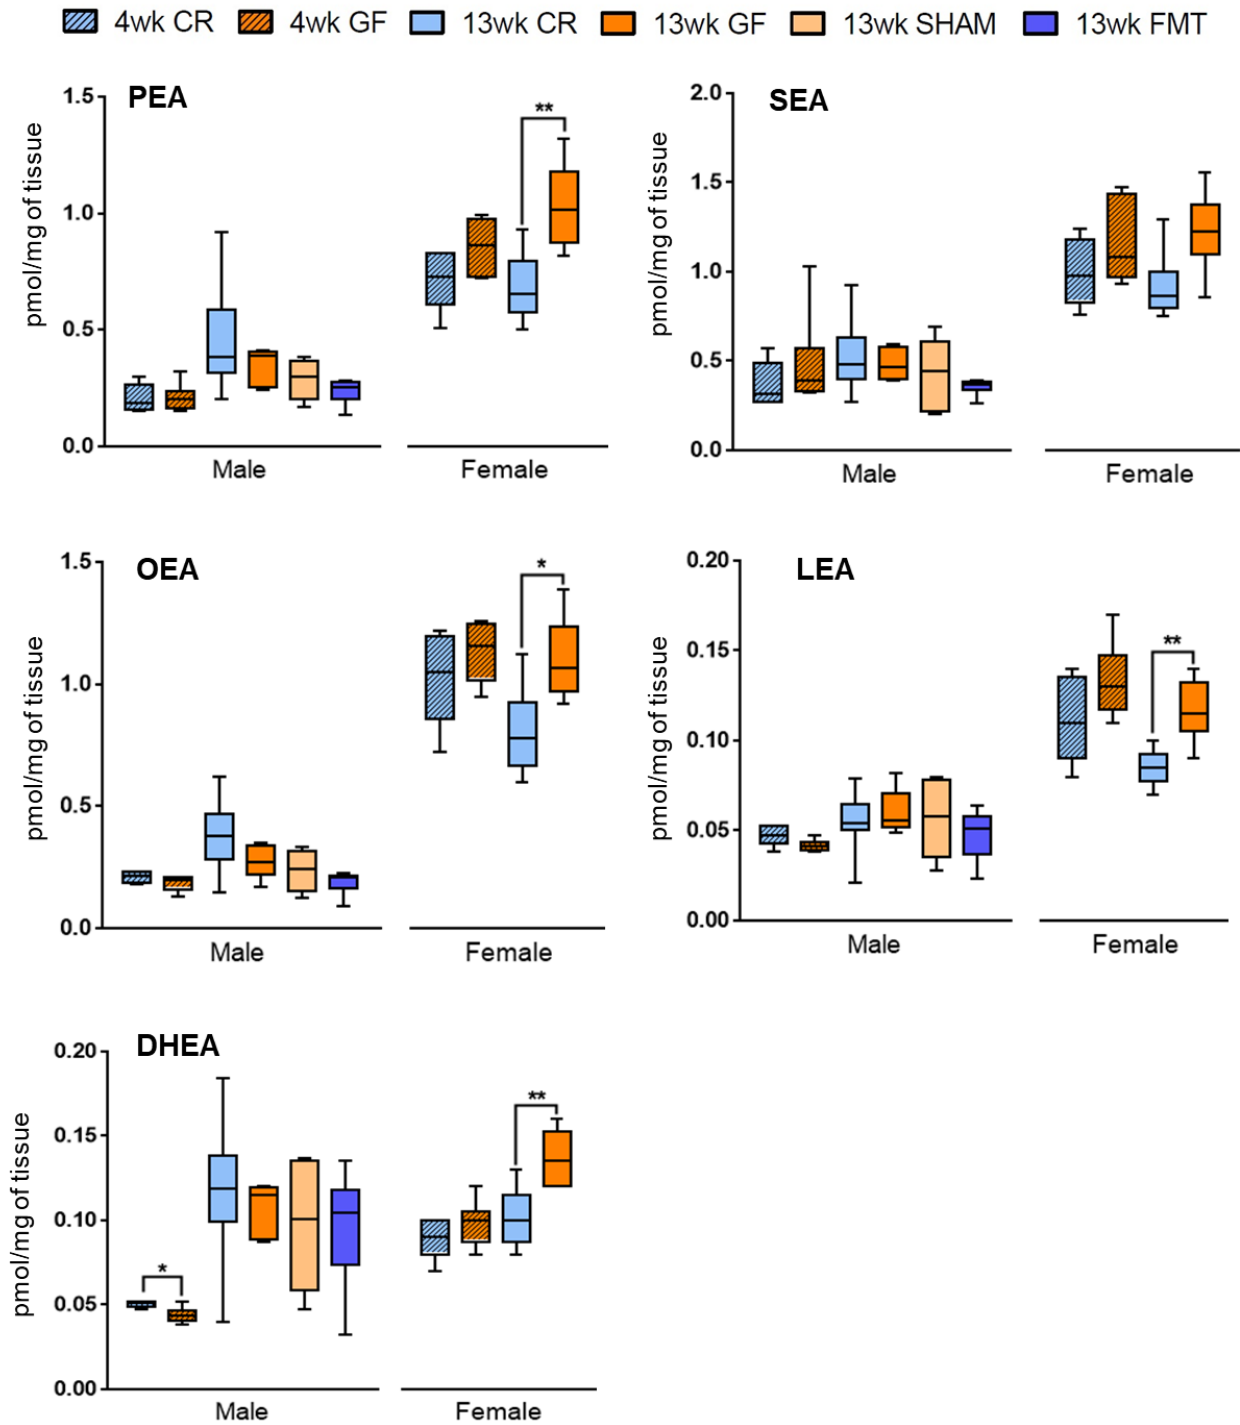 4wk CR 4wk GF 13wk CR 13wk GF 13wk SHAM 13wk FMT
PEA
pmol/mg of tissue
1.5
1.0
0.5
0.0
**
Male Female
SEA
pmol/mg of tissue
2.0
1.5
1.0
0.5
0.0
Male Female
OEA
pmol/mg of tissue
1.5
1.0
0.5
0.0
*
Male Female
LEA
pmol/mg of tissue
0.20
0.15
0.10
0.05
0.00
**
Male Female
DHEA
pmol/mg of tissue
0.20
0.15
0.10
0.05
0.00
*
**
Male Female